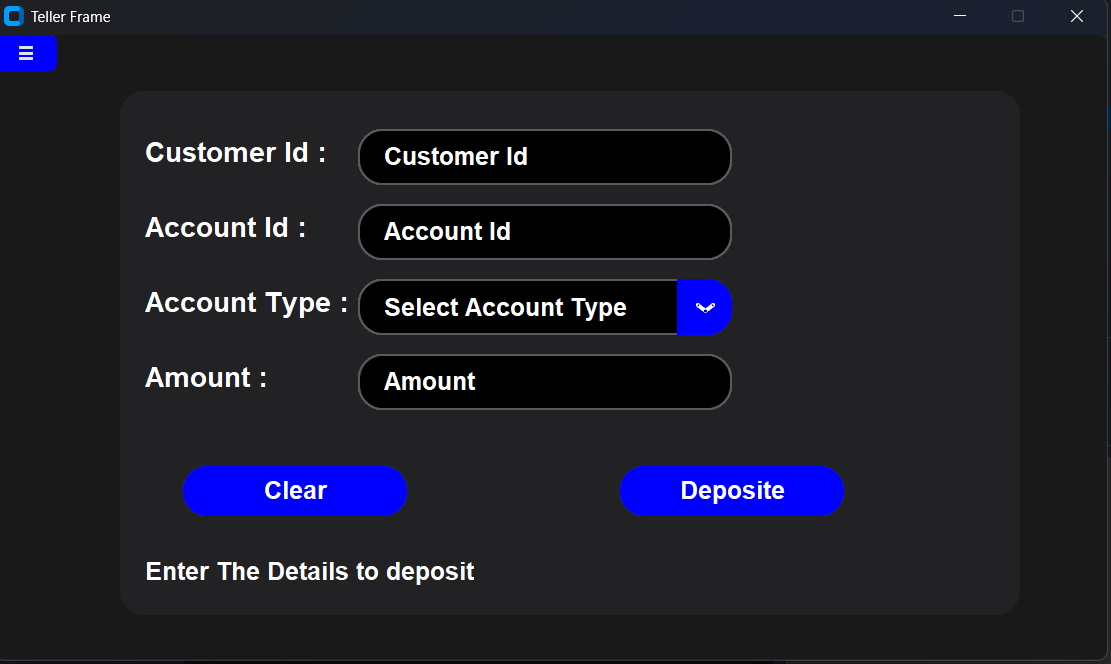 Teller Frame
☰
Customer Id : Customer Id
Account Id : Account Id
Account Type : Select Account Type
Amount : Amount
Clear Deposite
Enter The Details to deposit